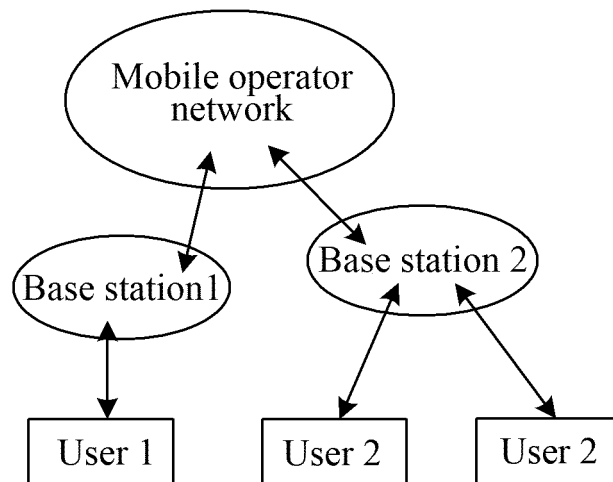 Mobile operator
network
Base station1
Base station 2
User 1
User 2
User 2